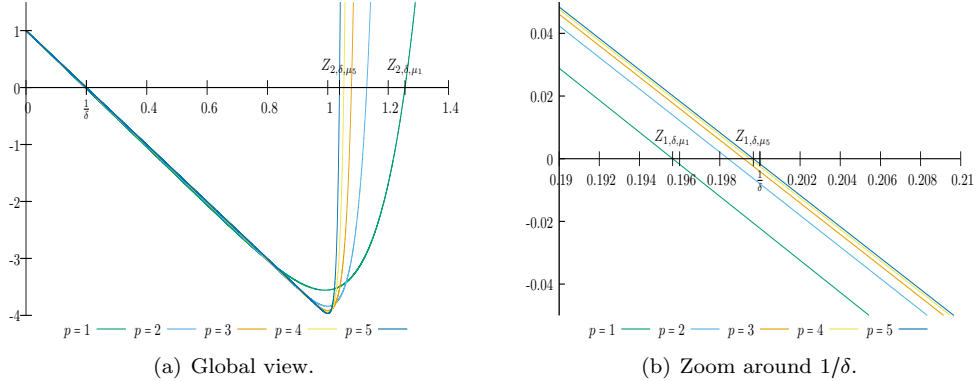 1
Z2,δ,μ5 Z2,δ,μ1
0
0 1/δ 0.4 0.6 0.8 1 1.2 1.4
-1
-2
-3
-4
p = 1 p = 2 p = 3 p = 4 p = 5
(a) Global view.
0.04
0.02
Z1,δ,μ1 Z1,δ,μ5
0
0.19 0.192 0.194 0.196 0.198 1/δ 0.202 0.204 0.206 0.208 0.21
-0.02
-0.04
p = 1 p = 2 p = 3 p = 4 p = 5
(b) Zoom around 1/δ.